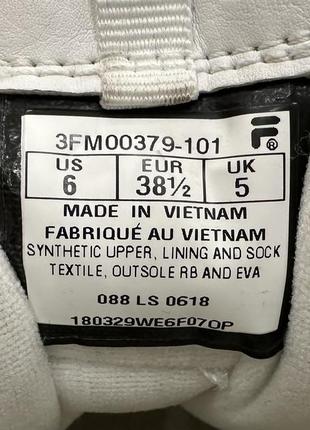 3FM00379-101
US EUR UK
6 38½ 5
MADE IN VIETNAM
FABRIQUÉ AU VIETNAM
SYNTHETIC UPPER, LINING AND SOCK
TEXTILE, OUTSOLE RB AND EVA
088 LS 0618
180329WE6F07QP